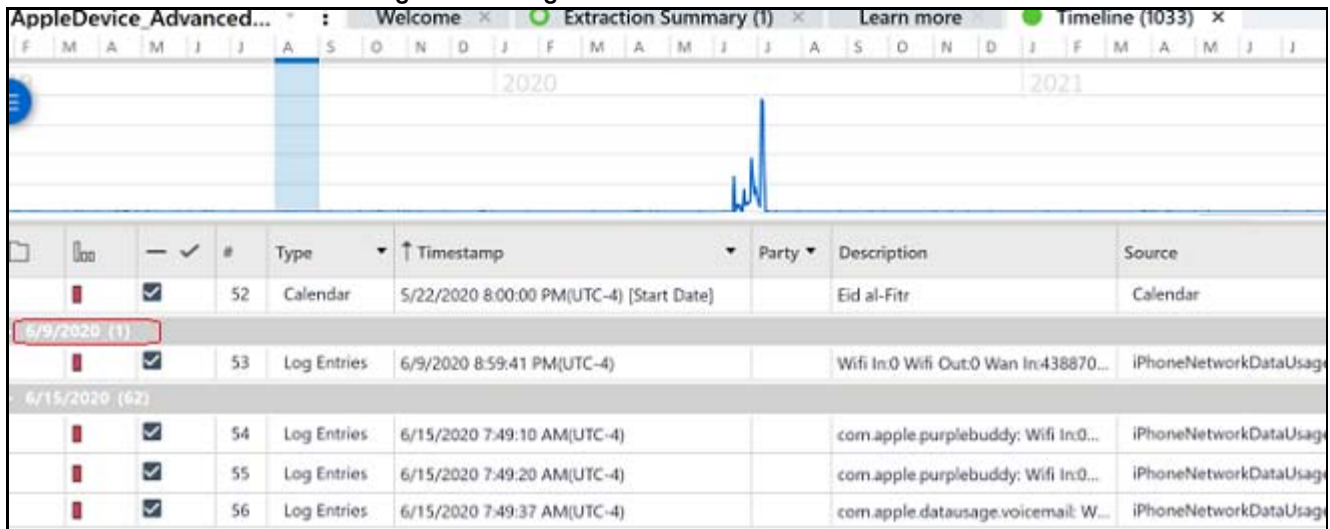 AppleDevice_Advanced... : Welcome × Extraction Summary (1) × Learn more Timeline (1033) ×
F M A M J J A S O N D J F M A M J J A S O N D J F M A M J J
2020 2021
# Type Timestamp Party Description Source
52 Calendar 5/22/2020 8:00:00 PM(UTC-4) [Start Date] Eid al-Fitr Calendar
6/9/2020 (1)
53 Log Entries 6/9/2020 8:59:41 PM(UTC-4) Wifi In:0 Wifi Out:0 Wan In:438870... iPhoneNetworkDataUsage
6/15/2020 (62)
54 Log Entries 6/15/2020 7:49:10 AM(UTC-4) com.apple.purplebuddy: Wifi In:0... iPhoneNetworkDataUsage
55 Log Entries 6/15/2020 7:49:20 AM(UTC-4) com.apple.purplebuddy: Wifi In:0... iPhoneNetworkDataUsage
56 Log Entries 6/15/2020 7:49:37 AM(UTC-4) com.apple.datausage.voicemail: W... iPhoneNetworkDataUsage